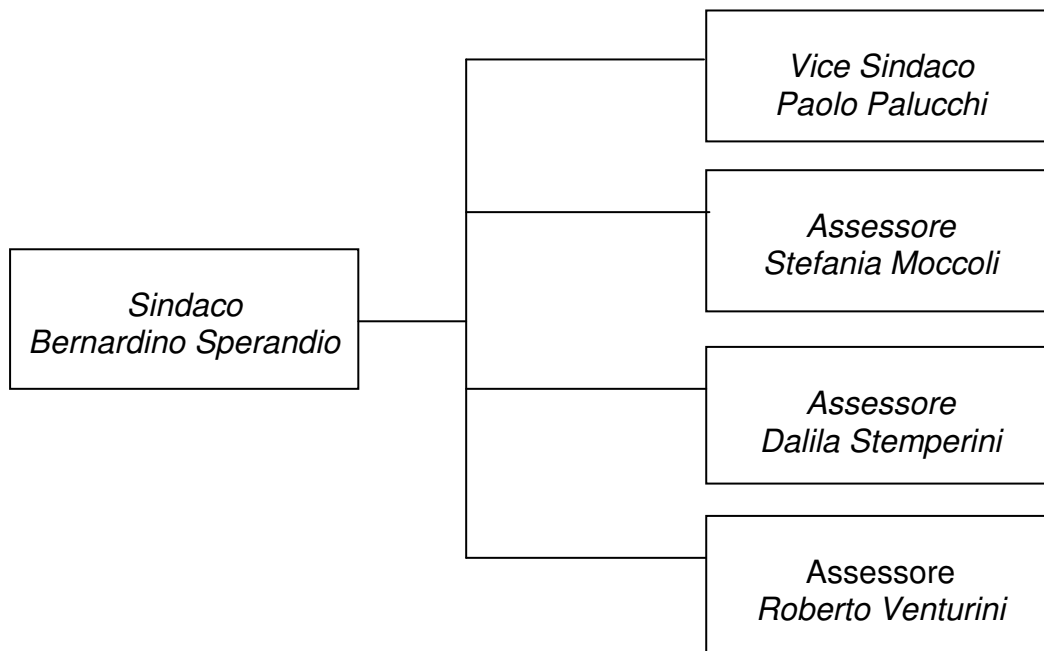 Vice Sindaco
Paolo Palucchi
Assessore
Stefania Moccoli
Sindaco
Bernardino Sperandio
Assessore
Dalila Stemperini
Assessore
Roberto Venturini